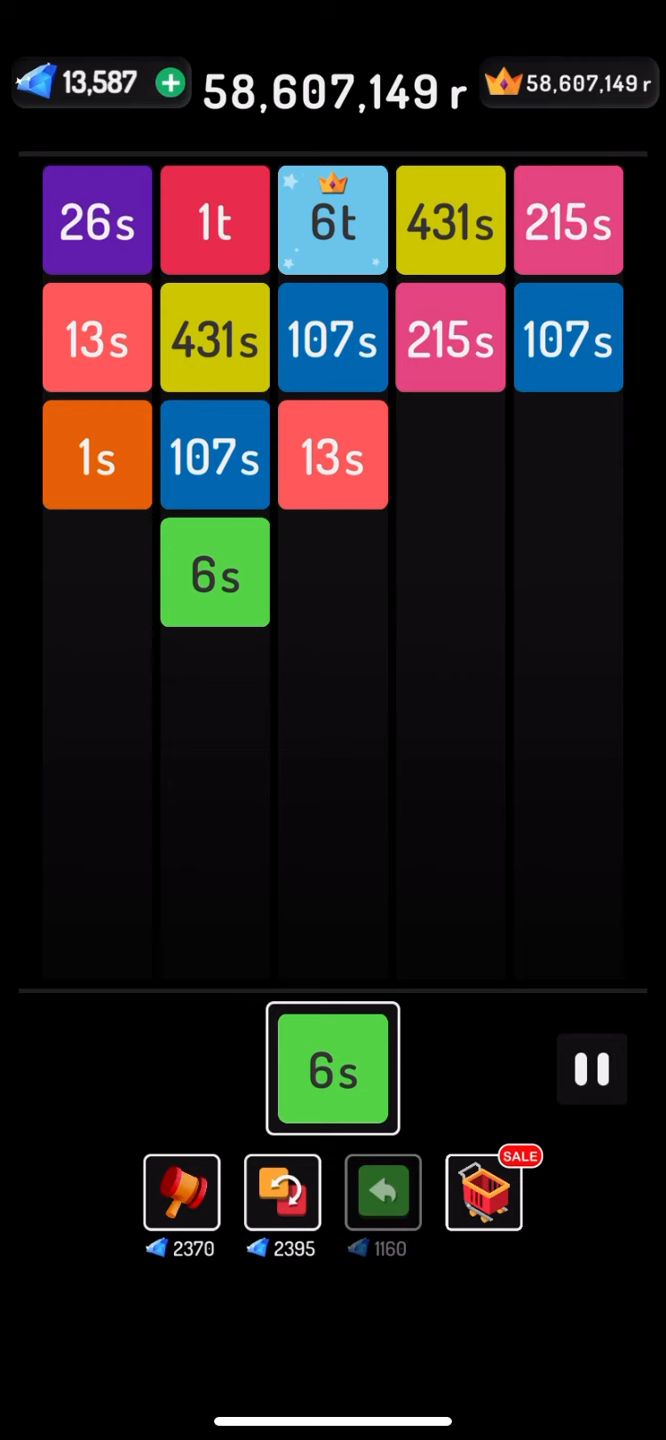 13,587 58,607,149 r 58,607,149 r
26s 1t 6t 431s 215s
13s 431s 107s 215s 107s
1s 107s 13s
6s
6s
SALE
2370 2395 1160